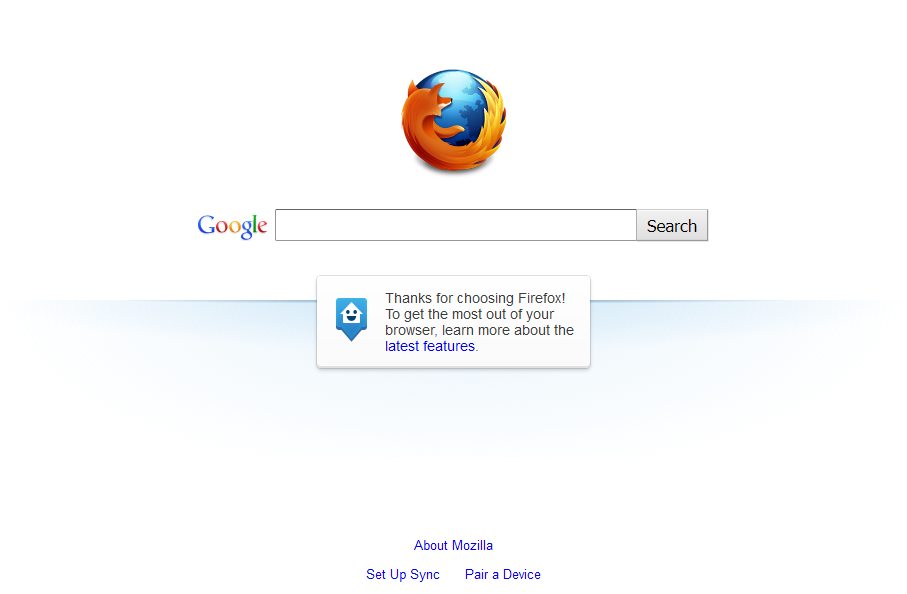 Google
Search
Thanks for choosing Firefox!
To get the most out of your
browser, learn more about the
latest features.
About Mozilla
Set Up Sync Pair a Device